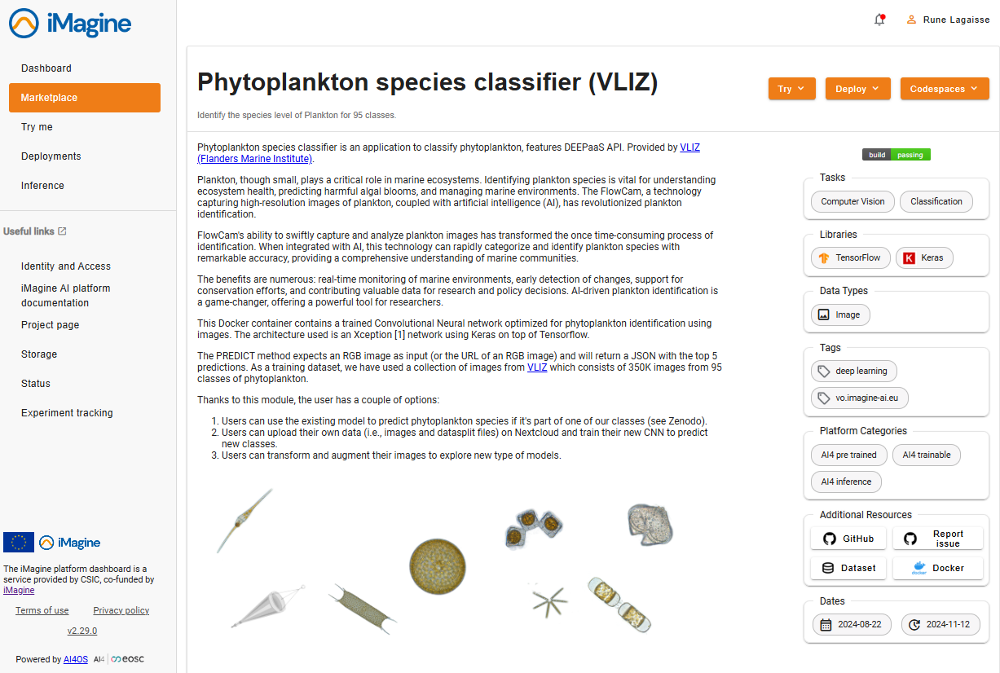 iMagine
Rune Lagaisse
Dashboard
Marketplace
Try me
Deployments
Inference
Useful links
Identity and Access
iMagine AI platform
documentation
Project page
Storage
Status
Experiment tracking
iMagine
The iMagine platform dashboard is a
service provided by CSIC, co-funded by
iMagine
Terms of use Privacy policy
v2.29.0
Powered by AI4OS AI4 eosc
Phytoplankton species classifier (VLIZ)
Try Deploy Codespaces
Identify the species level of Plankton for 95 classes.
Phytoplankton species classifier is an application to classify phytoplankton, features DEEPaaS API. Provided by VLIZ
(Flanders Marine Institute).
Plankton, though small, plays a critical role in marine ecosystems. Identifying plankton species is vital for understanding
ecosystem health, predicting harmful algal blooms, and managing marine environments. The FlowCam, a technology
capturing high-resolution images of plankton, coupled with artificial intelligence (AI), has revolutionized plankton
identification.
FlowCam's ability to swiftly capture and analyze plankton images has transformed the once time-consuming process of
identification. When integrated with AI, this technology can rapidly categorize and identify plankton species with
remarkable accuracy, providing a comprehensive understanding of marine communities.
The benefits are numerous: real-time monitoring of marine environments, early detection of changes, support for
conservation efforts, and contributing valuable data for research and policy decisions. AI-driven plankton identification is
a game-changer, offering a powerful tool for researchers.
This Docker container contains a trained Convolutional Neural network optimized for phytoplankton identification using
images. The architecture used is an Xception [1] network using Keras on top of Tensorflow.
The PREDICT method expects an RGB image as input (or the URL of an RGB image) and will return a JSON with the top 5
predictions. As a training dataset, we have used a collection of images from VLIZ which consists of 350K images from 95
classes of phytoplankton.
Thanks to this module, the user has a couple of options:
1. Users can use the existing model to predict phytoplankton species if it's part of one of our classes (see Zenodo).
2. Users can upload their own data (i.e., images and datasplit files) on Nextcloud and train their new CNN to predict
new classes.
3. Users can transform and augment their images to explore new type of models.
build passing
Tasks
Computer Vision Classification
Libraries
TensorFlow K Keras
Data Types
Image
Tags
deep learning
vo.imagine-ai.eu
Platform Categories
AI4 pre trained AI4 trainable
AI4 inference
Additional Resources
GitHub Report
issue
Dataset docker Docker
Dates
2024-08-22 2024-11-12